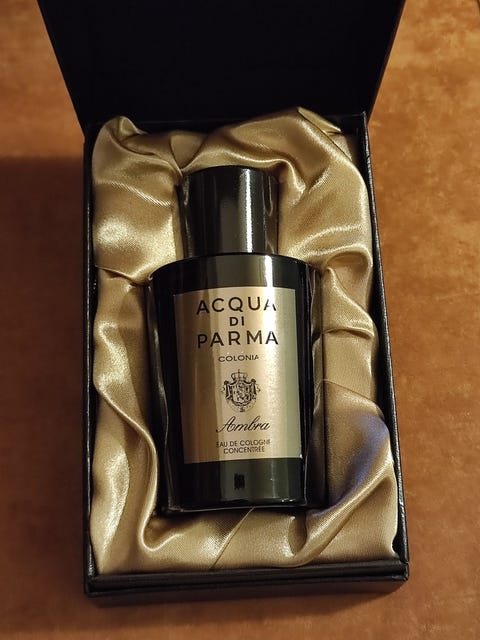 ACQUA
DI
PARMA
COLONIA
Ambra
EAU DE COLOGNE
CONCENTRÉE